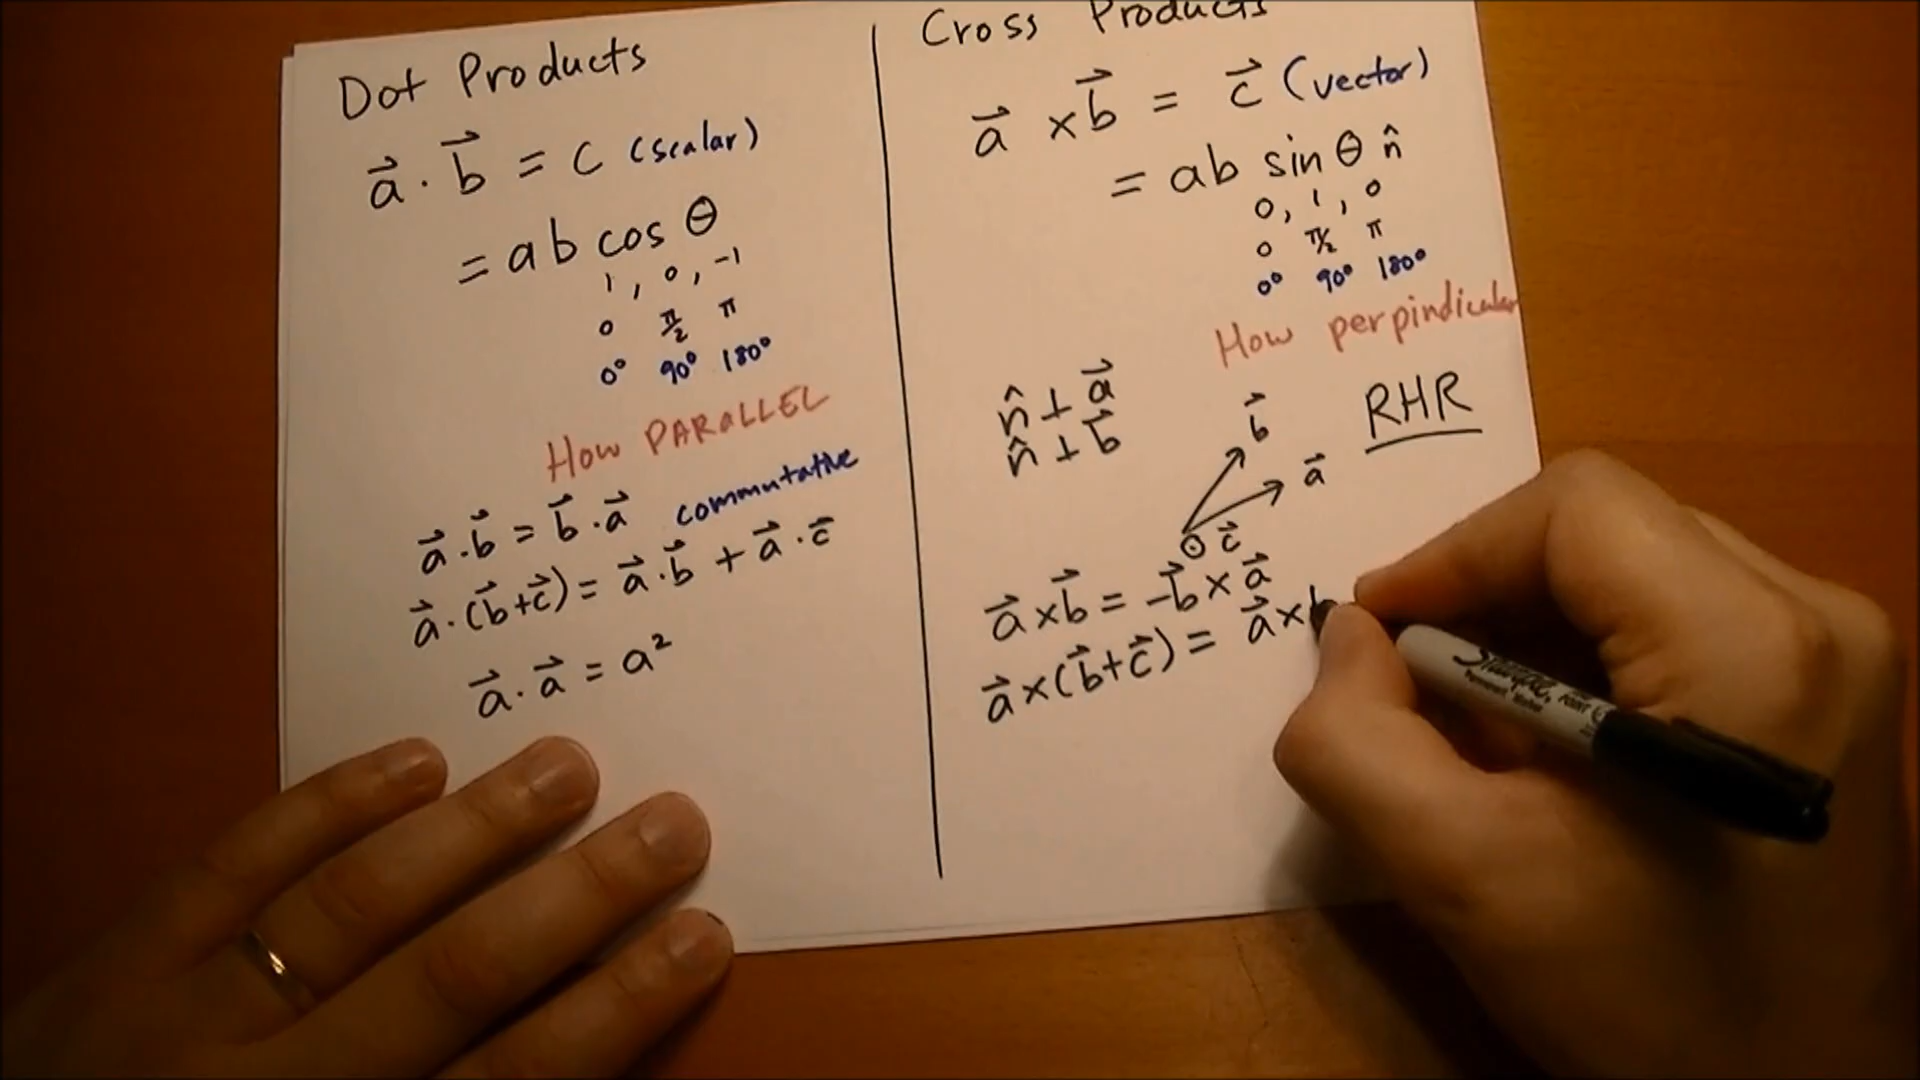 Dot Products
a⃗ · b⃗ = c (scalar)
= ab cos θ
1, 0, -1
0 π/2 π
0° 90° 180°
How PARALLEL
a⃗ · b⃗ = b⃗ · a⃗ commutative
a⃗ · (b⃗ + c⃗) = a⃗ · b⃗ + a⃗ · c⃗
a⃗ · a⃗ = a²
Cross Products
a⃗ × b⃗ = c⃗ (vector)
= ab sin θ n̂
0, 1, 0
0 π/2 π
0° 90° 180°
How perpindicular
n̂ ⊥ a⃗
n̂ ⊥ b⃗
RHR
b⃗
a⃗
c⃗
a⃗ × b⃗ = -b⃗ × a⃗
a⃗ × (b⃗ + c⃗) = a⃗ × b
Sharpie